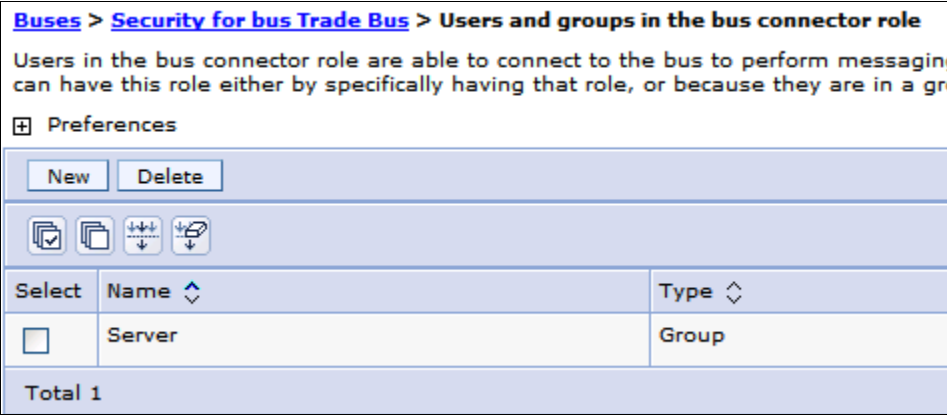 Buses > Security for bus Trade Bus > Users and groups in the bus connector role
Users in the bus connector role are able to connect to the bus to perform messaging
can have this role either by specifically having that role, or because they are in a
Preferences
New Delete
Select Name Type
Server Group
Total 1